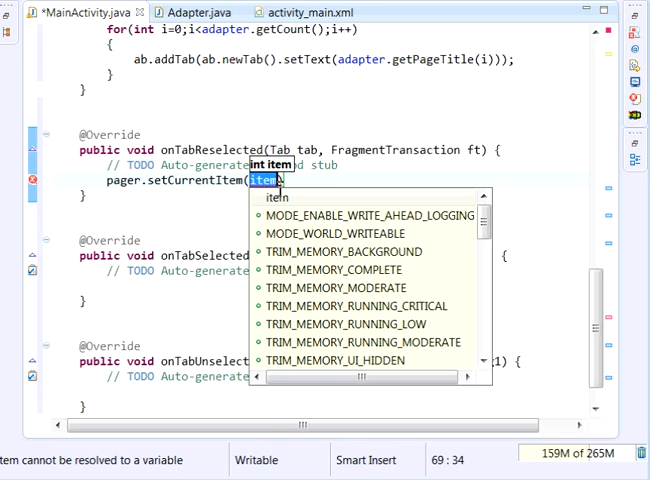 *MainActivity.java
Adapter.java
activity_main.xml
for(int i=0;i<adapter.getCount();i++)
{
ab.addTab(ab.newTab().setText(adapter.getPageTitle(i)));
}
}
@Override
public void onTabReselected(Tab tab, FragmentTransaction ft) {
// TODO Auto-generate
int item
od stub
pager.setCurrentItem(item)
}
item
MODE_ENABLE_WRITE_AHEAD_LOGGING
MODE_WORLD_WRITEABLE
TRIM_MEMORY_BACKGROUND
TRIM_MEMORY_COMPLETE
TRIM_MEMORY_MODERATE
TRIM_MEMORY_RUNNING_CRITICAL
TRIM_MEMORY_RUNNING_LOW
TRIM_MEMORY_RUNNING_MODERATE
TRIM_MEMORY_UI_HIDDEN
@Override
public void onTabSelected
{
// TODO Auto-generate
}
@Override
public void onTabUnselect
g1) {
// TODO Auto-generate
}
tem cannot be resolved to a variable
Writable
Smart Insert
69 : 34
159M of 265M